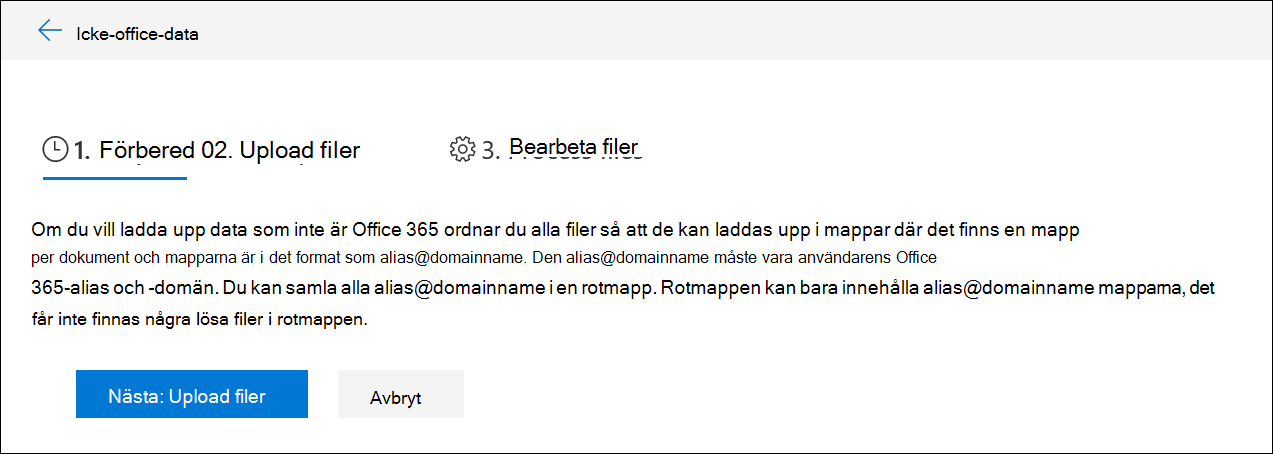 Icke-office-data
1. Förbered 02. Upload filer 3. Bearbeta filer
Om du vill ladda upp data som inte är Office 365 ordnar du alla filer så att de kan laddas upp i mappar där det finns en mapp
per dokument och mapparna är i det format som alias@domainname. Den alias@domainname måste vara användarens Office
365-alias och -domän. Du kan samla alla alias@domainname i en rotmapp. Rotmappen kan bara innehålla alias@domainname mapparna, det
får inte finnas några lösa filer i rotmappen.
Nästa: Upload filer
Avbryt